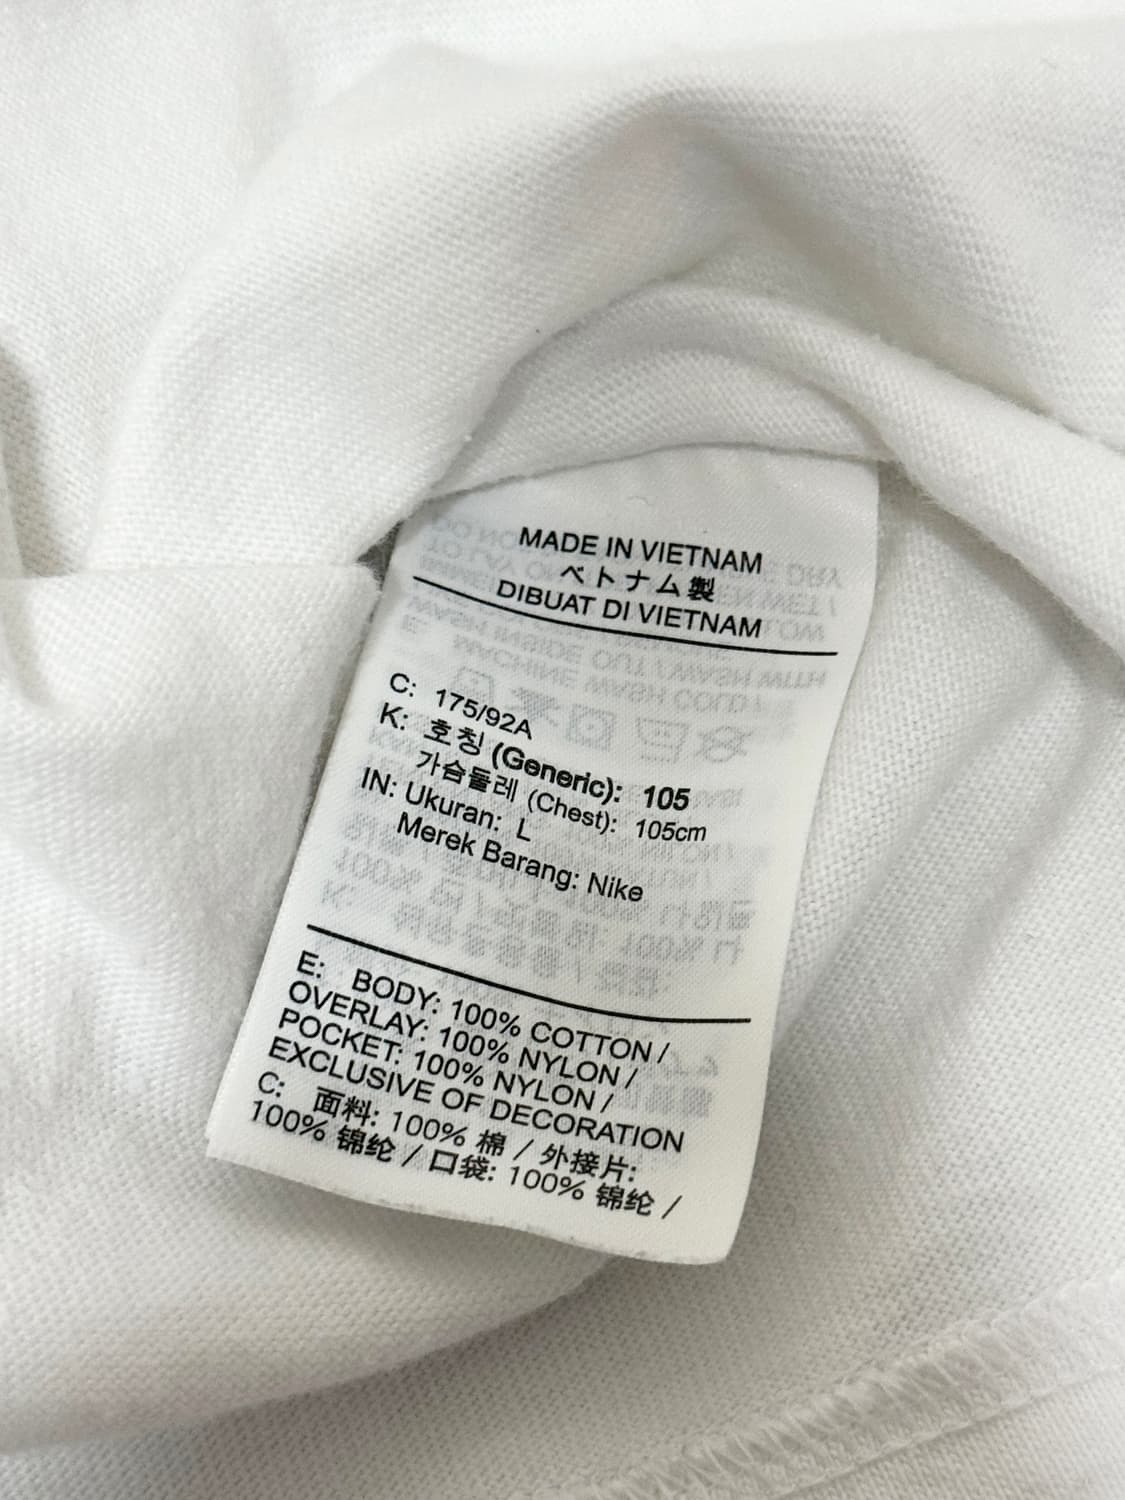 MADE IN VIETNAM
ベトナム製
DIBUAT DI VIETNAM
C: 175/92A
K: 호칭 (Generic): 105
가슴둘레 (Chest): 105cm
IN: Ukuran: L
Merek Barang: Nike
E: BODY: 100% COTTON /
OVERLAY: 100% NYLON /
POCKET: 100% NYLON /
EXCLUSIVE OF DECORATION
C: 面料: 100% 棉 / 外接片:
100% 锦纶 / 口袋: 100% 锦纶 /